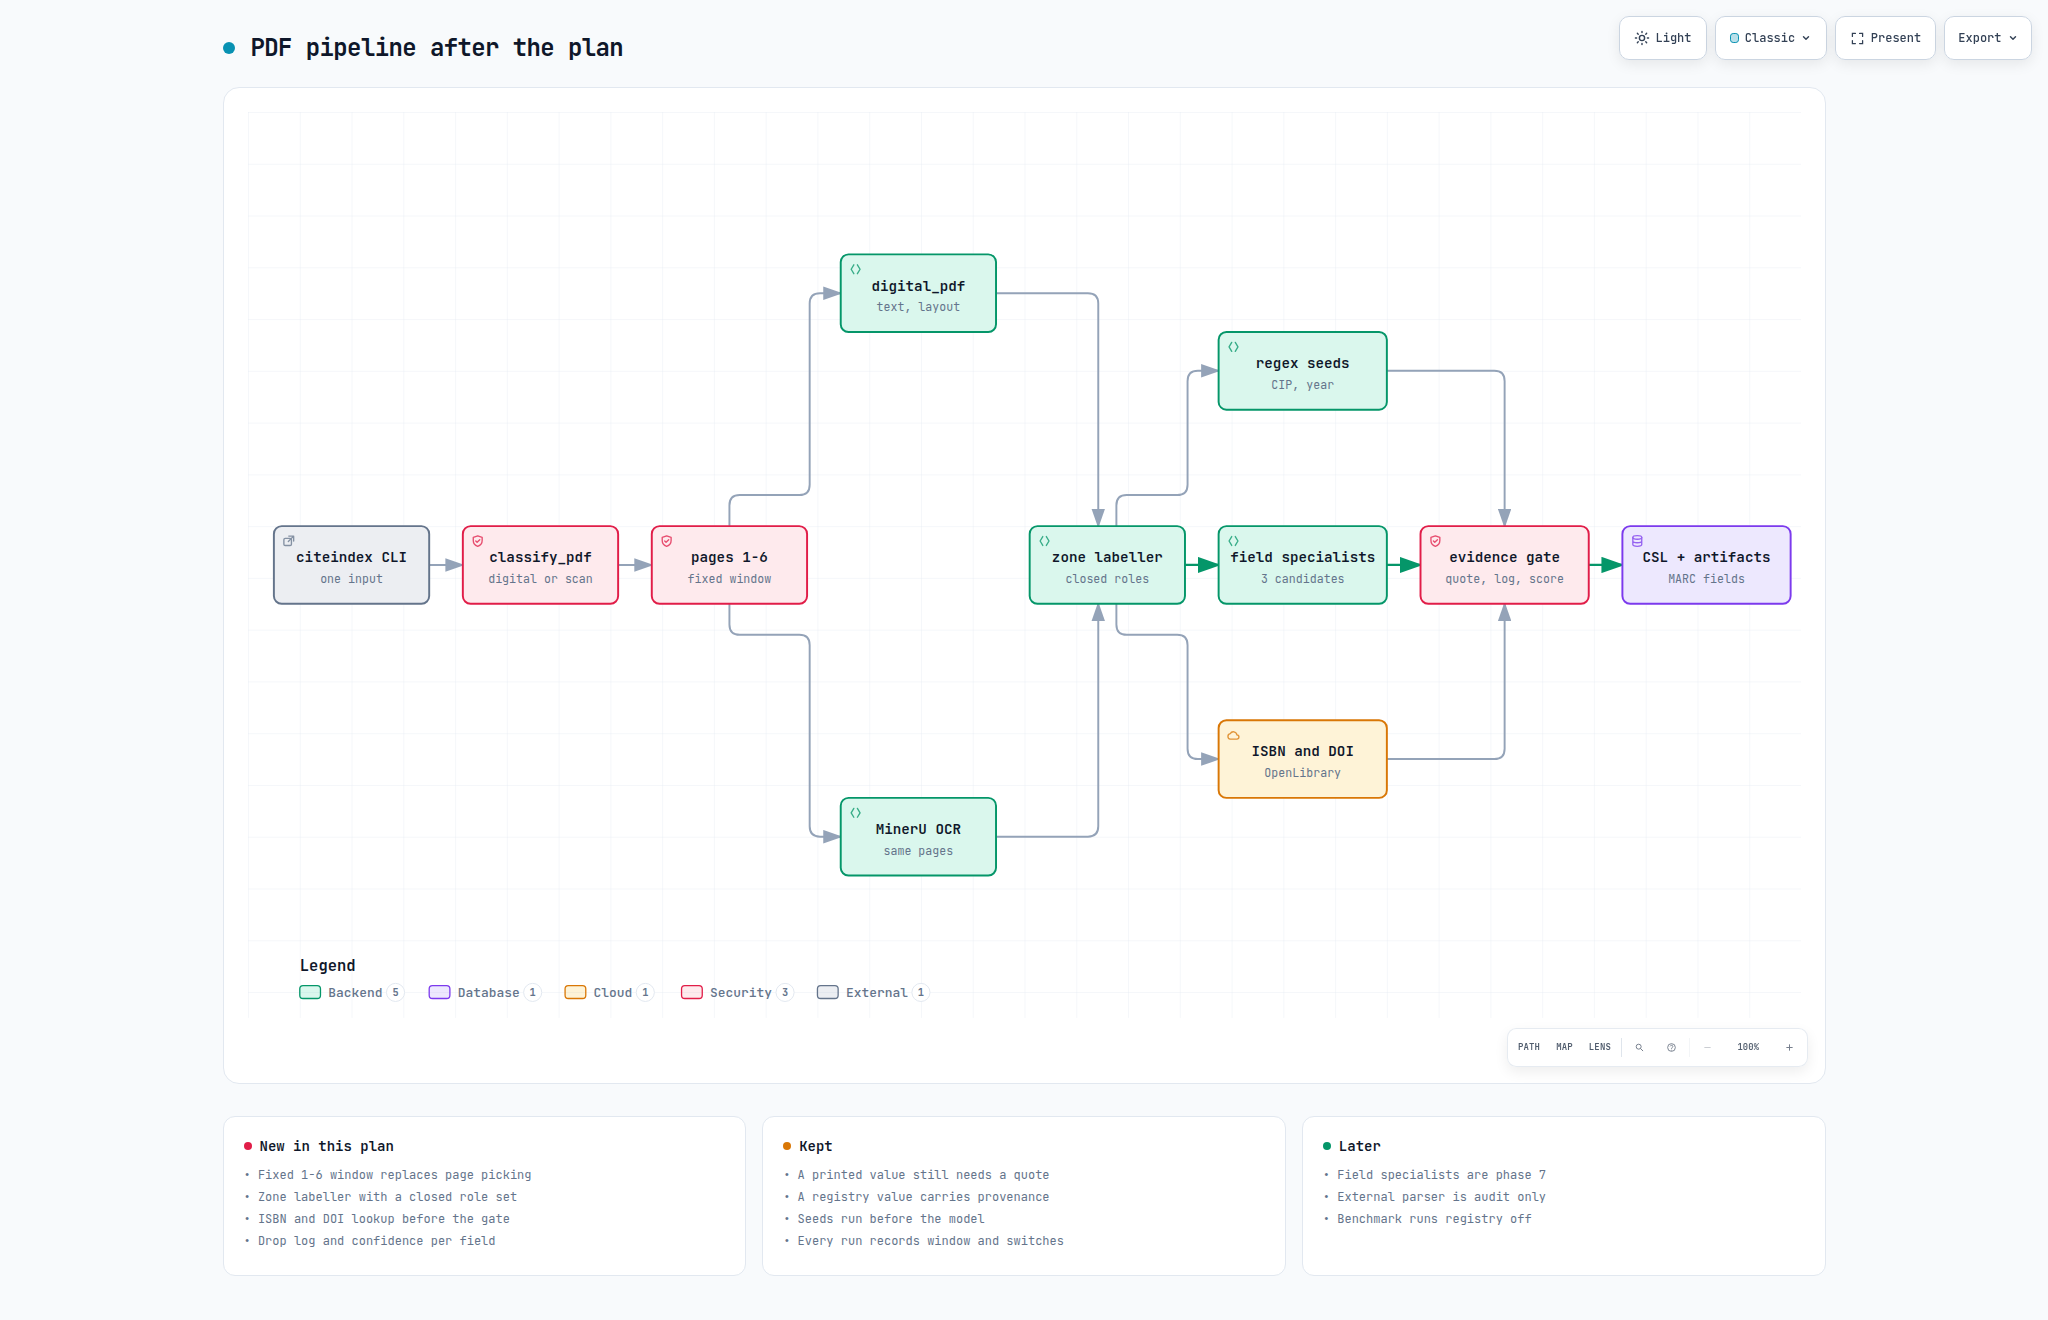 PDF pipeline after the plan
Light
Classic
Present
Export
digital_pdf
text, layout
regex seeds
CIP, year
citeindex CLI
one input
classify_pdf
digital or scan
pages 1-6
fixed window
zone labeller
closed roles
field specialists
3 candidates
evidence gate
quote, log, score
CSL + artifacts
MARC fields
ISBN and DOI
OpenLibrary
MinerU OCR
same pages
Legend
Backend 5
Database 1
Cloud 1
Security 3
External 1
PATH MAP LENS − 100% +
New in this plan
• Fixed 1-6 window replaces page picking
• Zone labeller with a closed role set
• ISBN and DOI lookup before the gate
• Drop log and confidence per field
Kept
• A printed value still needs a quote
• A registry value carries provenance
• Seeds run before the model
• Every run records window and switches
Later
• Field specialists are phase 7
• External parser is audit only
• Benchmark runs registry off